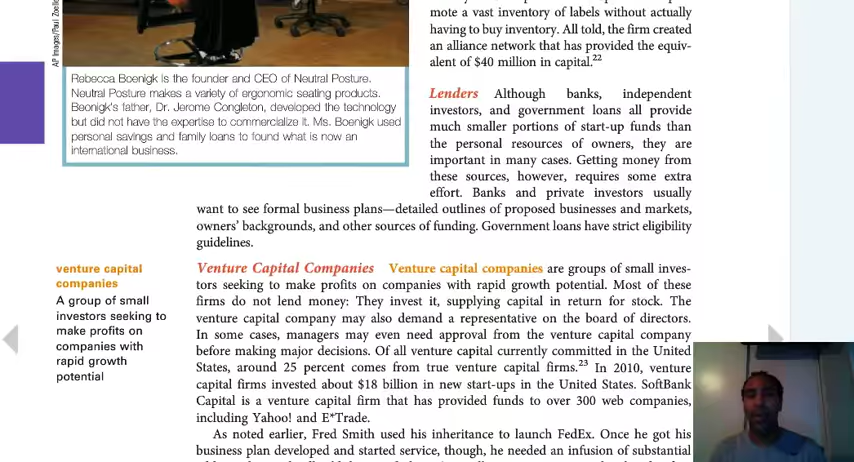 mote a vast inventory of labels without actually
having to buy inventory. All told, the firm created
an alliance network that has provided the equiv-
alent of $40 million in capital.22
AP Images/Paul
Rebecca Boenigk is the founder and CEO of Neutral Posture.
Neutral Posture makes a variety of ergonomic seating products.
Beonigk's father, Dr. Jerome Congleton, developed the technology
but did not have the expertise to commercialize it. Ms. Boenigk used
personal savings and family loans to found what is now an
international business.
Lenders Although banks, independent
investors, and government loans all provide
much smaller portions of start-up funds than
the personal resources of owners, they are
important in many cases. Getting money from
these sources, however, requires some extra
effort. Banks and private investors usually
want to see formal business plans—detailed outlines of proposed businesses and markets,
owners' backgrounds, and other sources of funding. Government loans have strict eligibility
guidelines.
venture capital
companies
A group of small
investors seeking to
make profits on
companies with
rapid growth
potential
Venture Capital Companies Venture capital companies are groups of small inves-
tors seeking to make profits on companies with rapid growth potential. Most of these
firms do not lend money: They invest it, supplying capital in return for stock. The
venture capital company may also demand a representative on the board of directors.
In some cases, managers may even need approval from the venture capital company
before making major decisions. Of all venture capital currently committed in the United
States, around 25 percent comes from true venture capital firms.23 In 2010, venture
capital firms invested about $18 billion in new start-ups in the United States. SoftBank
Capital is a venture capital firm that has provided funds to over 300 web companies,
including Yahoo! and E*Trade.
As noted earlier, Fred Smith used his inheritance to launch FedEx. Once he got his
business plan developed and started service, though, he needed an infusion of substantial